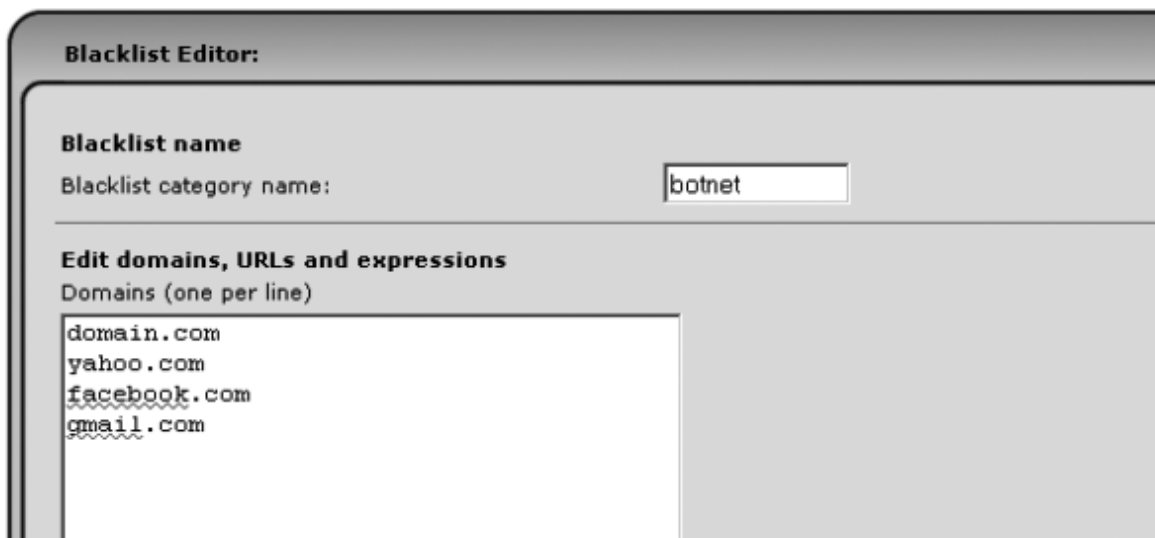 Blacklist Editor:
Blacklist name
Blacklist category name: botnet
Edit domains, URLs and expressions
Domains (one per line)
domain.com
yahoo.com
facebook.com
gmail.com